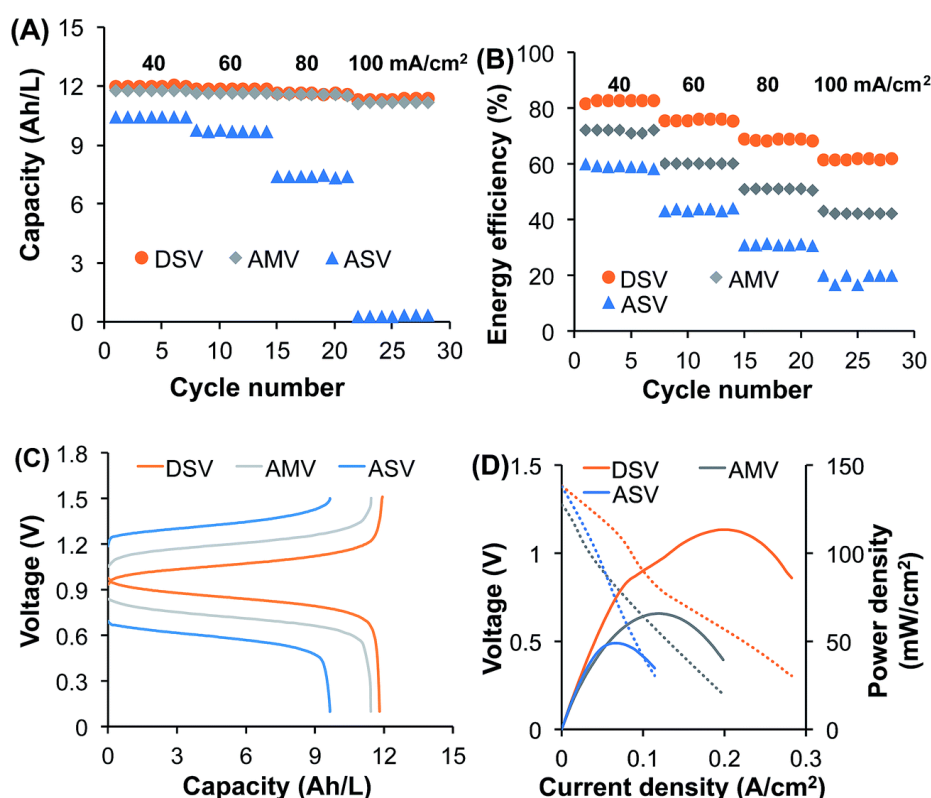 (A)
Capacity (Ah/L)
15
12
9
6
3
0
40 60 80 100 mA/cm²
DSV AMV ASV
0 5 10 15 20 25 30
Cycle number
(B)
Energy efficiency (%)
100
80
60
40
20
0
40 60 80 100 mA/cm²
DSV AMV
ASV
0 5 10 15 20 25 30
Cycle number
(C)
Voltage (V)
1.8
1.5
1.2
0.9
0.6
0.3
0
DSV AMV ASV
0 3 6 9 12 15
Capacity (Ah/L)
(D)
Voltage (V)
1.5
1
0.5
0
DSV AMV
ASV
150
100
50
0
Power density
(mW/cm²)
0 0.1 0.2 0.3
Current density (A/cm²)